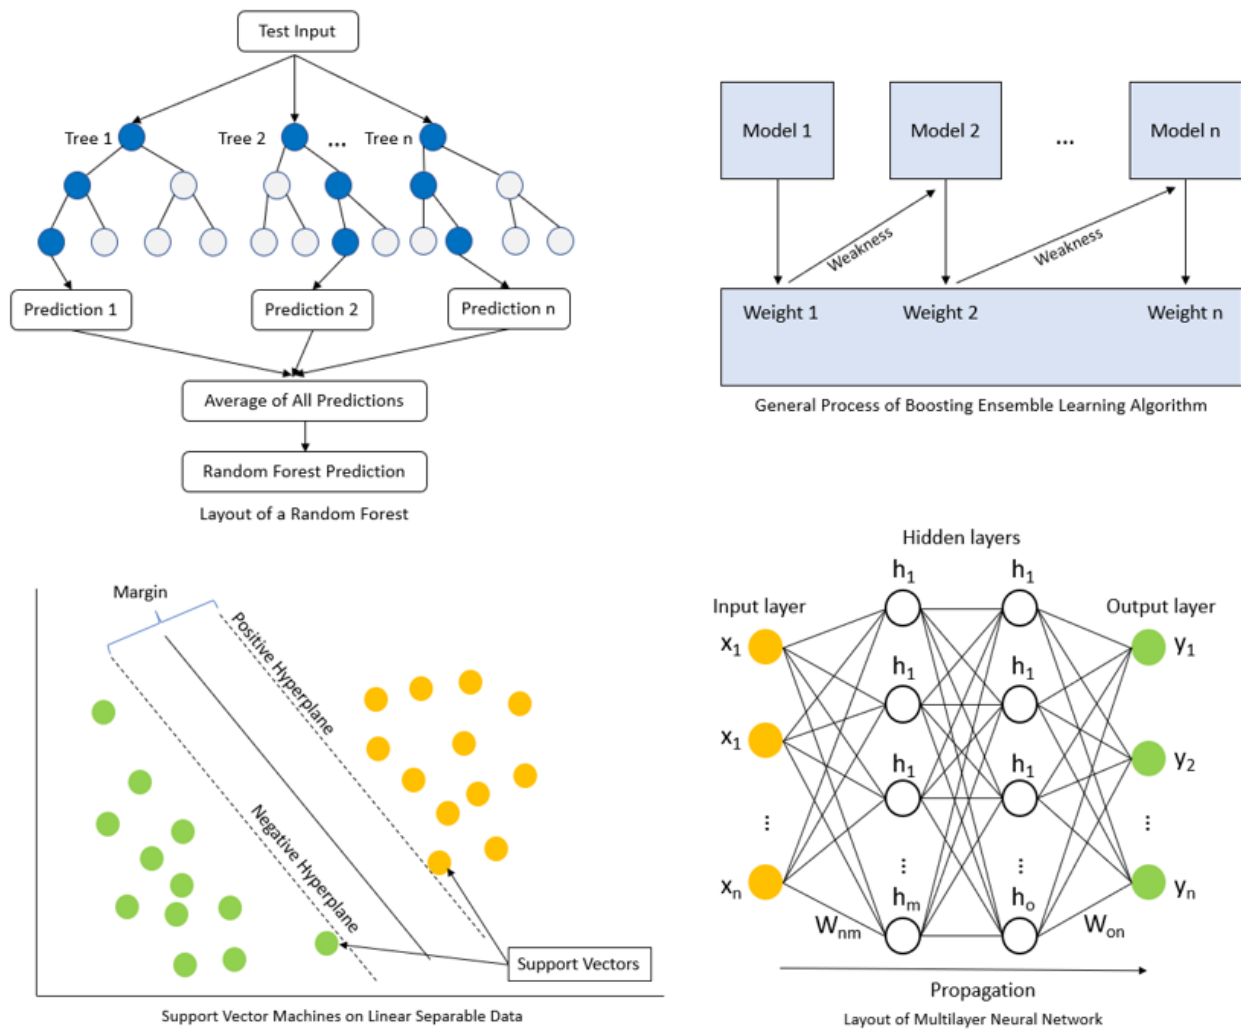 Test Input
Tree 1
Tree 2
...
Tree n
Prediction 1
Prediction 2
Prediction n
Average of All Predictions
Random Forest Prediction
Layout of a Random Forest
Model 1
Model 2
...
Model n
Weakness
Weakness
Weight 1
Weight 2
Weight n
General Process of Boosting Ensemble Learning Algorithm
Margin
Positive Hyperplane
Negative Hyperplane
Support Vectors
Support Vector Machines on Linear Separable Data
Hidden layers
h₁ h₁
Input layer
Output layer
x₁
y₁
h₁ h₁
x₁
y₂
h₁ h₁
...
...
... ...
xₙ
hₘ hₒ
yₙ
Wₙₘ
Wₒₙ
Propagation
Layout of Multilayer Neural Network